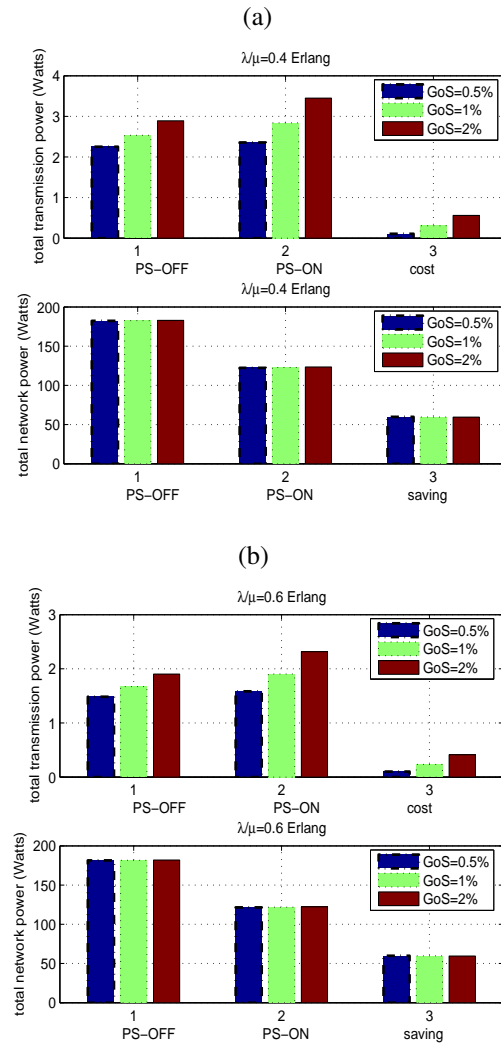 (a)
λ/μ=0.4 Erlang
total transmission power (Watts)
4
3
2
1
0
GoS=0.5%
GoS=1%
GoS=2%
1
2
3
PS-OFF
PS-ON
cost
λ/μ=0.4 Erlang
total network power (Watts)
200
150
100
50
0
GoS=0.5%
GoS=1%
GoS=2%
1
2
3
PS-OFF
PS-ON
saving
(b)
λ/μ=0.6 Erlang
total transmission power (Watts)
3
2
1
0
GoS=0.5%
GoS=1%
GoS=2%
1
2
3
PS-OFF
PS-ON
cost
λ/μ=0.6 Erlang
total network power (Watts)
200
150
100
50
0
GoS=0.5%
GoS=1%
GoS=2%
1
2
3
PS-OFF
PS-ON
saving